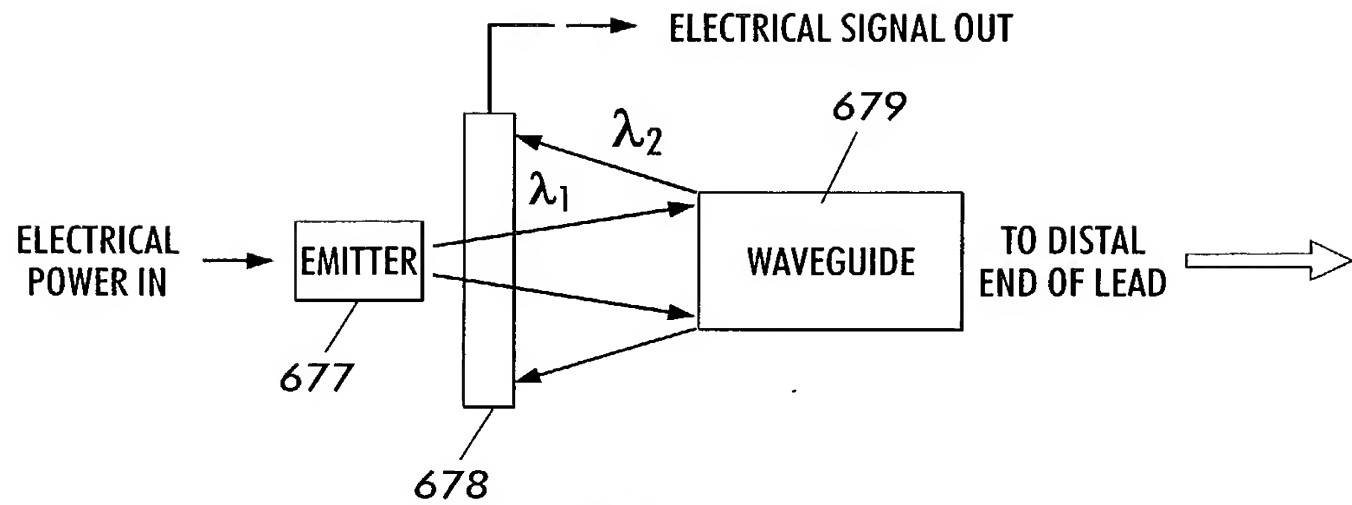 ELECTRICAL SIGNAL OUT
679
λ2
λ1
ELECTRICAL
POWER IN
EMITTER
WAVEGUIDE
TO DISTAL
END OF LEAD
677
678